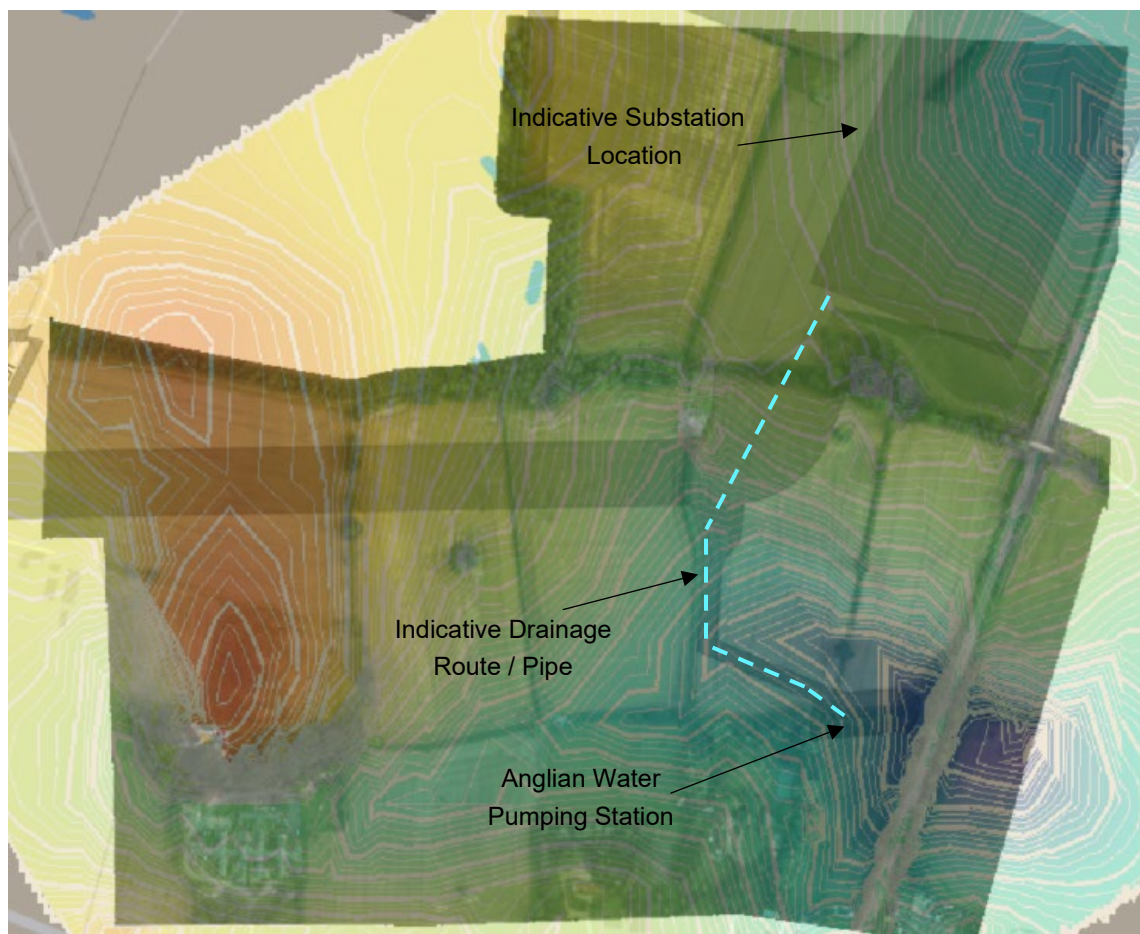 Indicative Substation
Location
Indicative Drainage
Route / Pipe
Anglian Water
Pumping Station